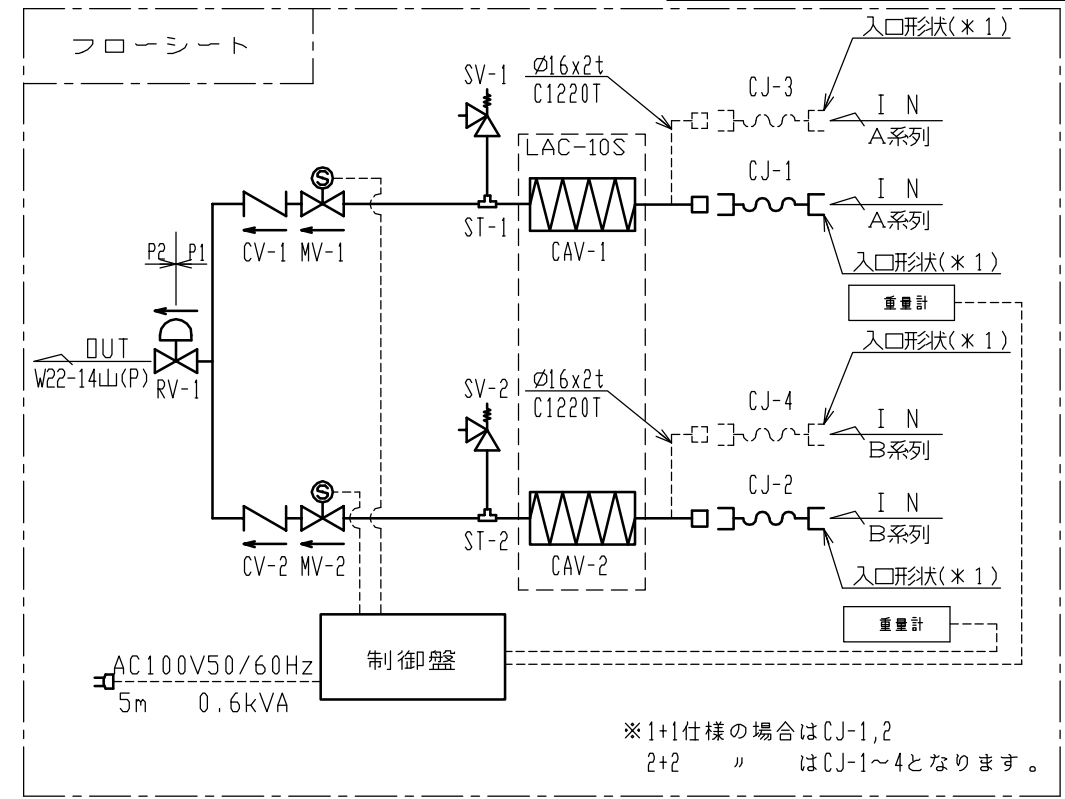 フローシート
入口形状(＊1)
SV-1
Ø16x2t
C1220T
CJ-3
I N
A系列
LAC-10S
CJ-1
I N
A系列
ST-1
CV-1
MV-1
CAV-1
入口形状(＊1)
P2
P1
重量計
OUT
W22-14山(P)
RV-1
入口形状(＊1)
SV-2
Ø16x2t
C1220T
CJ-4
I N
B系列
CJ-2
I N
B系列
ST-2
CV-2
MV-2
CAV-2
入口形状(＊1)
重量計
制御盤
AC100V50/60Hz
5m 0.6kVA
※1+1仕様の場合はCJ-1,2
2+2 〃 はCJ-1〜4となります。
S
S